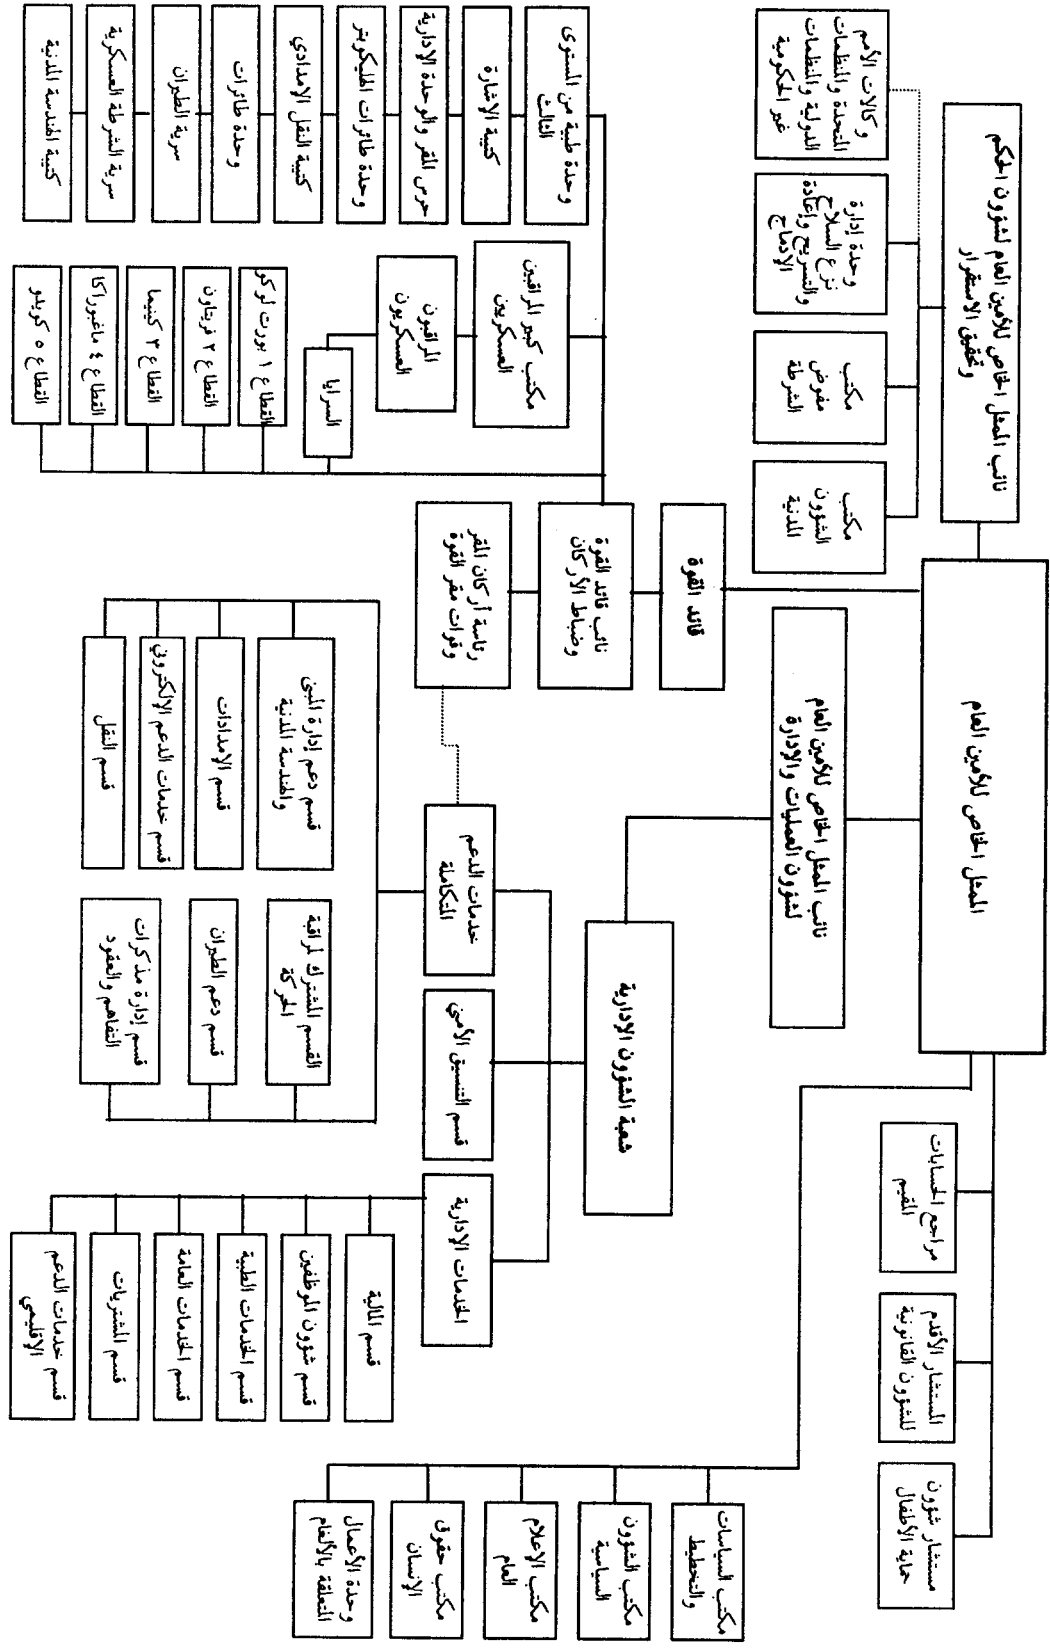 الممثل الخاص للأمين العام
نائب الممثل الخاص للأمين العام لشؤون الحكم
وتحقيق الاستقرار
وكالات الأمم
المتحدة والمنظمات
الدولية والمنظمات
غير الحكومية
وحدة إدارة
نزع السلاح
والتسريح وإعادة
الإدماج
مكتب
مفوض
الشرطة
مكتب
الشؤون
المدنية
مراجع الحسابات
المقيم
المستشار الأقدم
للشؤون القانونية
مستشار شؤون
حماية الأطفال
نائب الممثل الخاص للأمين العام
لشؤون العمليات والإدارة
قائد القوة
نائب قائد القوة
وضباط الأركان
رئاسة أركان المقر
وقوات مقر القوة
وحدة طبية من المستوى
الثالث
كتيبة الإشارة
حرس المقر والوحدة الإدارية
وحدة طائرات الهليكوبتر
كتيبة النقل الامدادي
وحدة طائرات
سرية الطيران
سرية الشرطة العسكرية
كتيبة الهندسة المدنية
مكتب كبير المراقبين
العسكريين
المراقبون
العسكريون
السرايا
القطاع ١ بورت لوكو
القطاع ٢ فريتاون
القطاع ٣ كينيما
القطاع ٤ ماغبوراكا
القطاع ٥ كويدو
شعبة الشؤون الإدارية
خدمات الدعم
المتكاملة
قسم التنسيق الأمني
الخدمات الإدارية
قسم دعم إدارة المبنى
والهندسة المدنية
قسم الإمدادات
قسم خدمات الدعم الإلكتروني
قسم النقل
القسم المشترك لمراقبة
الحركة
قسم دعم الطيران
قسم إدارة مذكرات
التفاهم والعقود
قسم المالية
قسم شؤون الموظفين
قسم الخدمات الطبية
قسم الخدمات العامة
قسم المشتريات
قسم خدمات الدعم
الإقليمي
مكتب السياسات
والتخطيط
مكتب الشؤون
السياسية
مكتب الإعلام
العام
مكتب حقوق
الإنسان
وحدة الأعمال
المتعلقة بالألغام